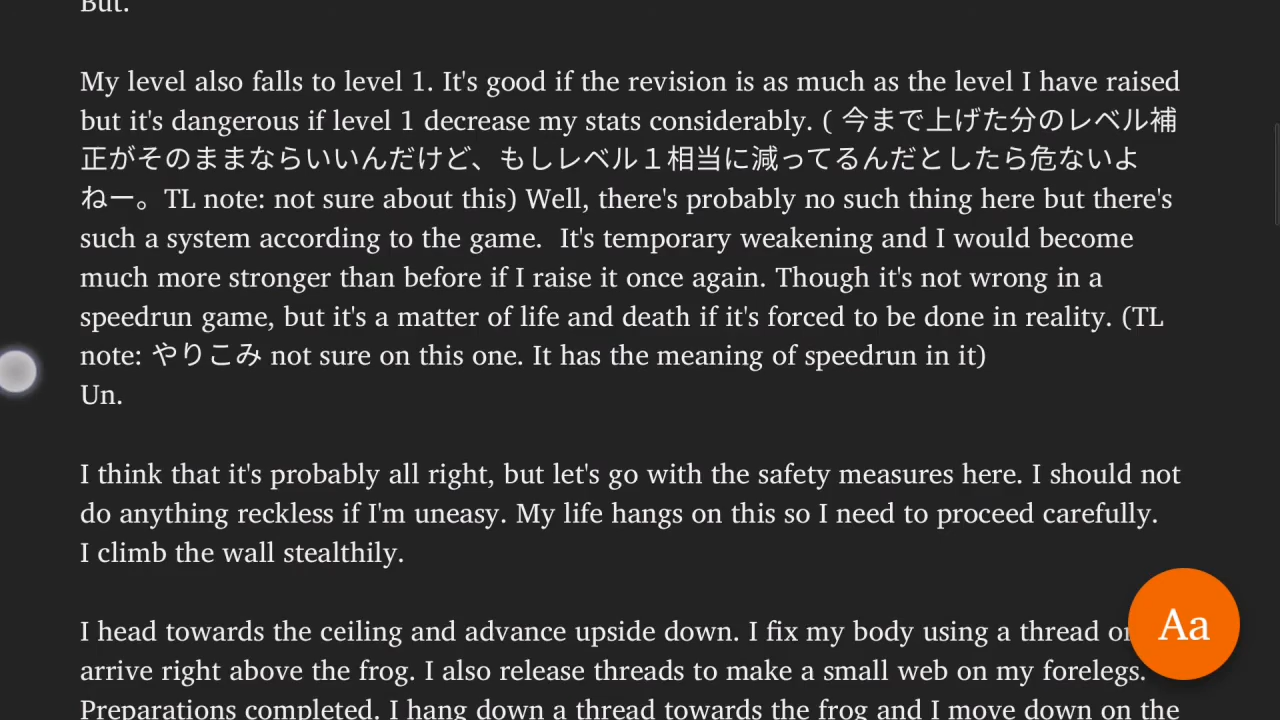 But.
My level also falls to level 1. It's good if the revision is as much as the level I have raised
but it's dangerous if level 1 decrease my stats considerably. ( 今まで上げた分のレベル補
正がそのままならいいんだけど、もしレベル１相当に減ってるんだとしたら危ないよ
ねー。TL note: not sure about this) Well, there's probably no such thing here but there's
such a system according to the game.  It's temporary weakening and I would become
much more stronger than before if I raise it once again. Though it's not wrong in a
speedrun game, but it's a matter of life and death if it's forced to be done in reality. (TL
note: やりこみ not sure on this one. It has the meaning of speedrun in it)
Un.
I think that it's probably all right, but let's go with the safety measures here. I should not
do anything reckless if I'm uneasy. My life hangs on this so I need to proceed carefully.
I climb the wall stealthily.
I head towards the ceiling and advance upside down. I fix my body using a thread
arrive right above the frog. I also release threads to make a small web on my forelegs.
Preparations completed. I hang down a thread towards the frog and I move down on the
Aa